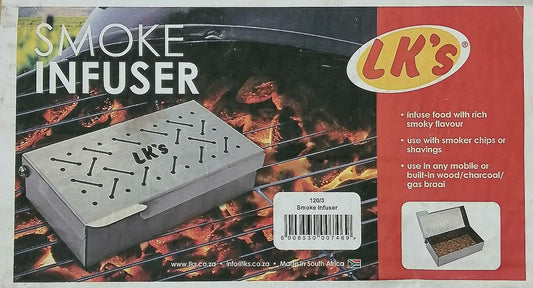 SMOKE
INFUSER
LK's®
LK's
• infuse food with rich
smoky flavour
• use with smoker chips or
shavings
• use in any mobile or
built-in wood/charcoal/
gas braai
120/3
Smoke Infuser
6 006530 007469 >
www.lks.co.za • info@lks.co.za • Made in South Africa